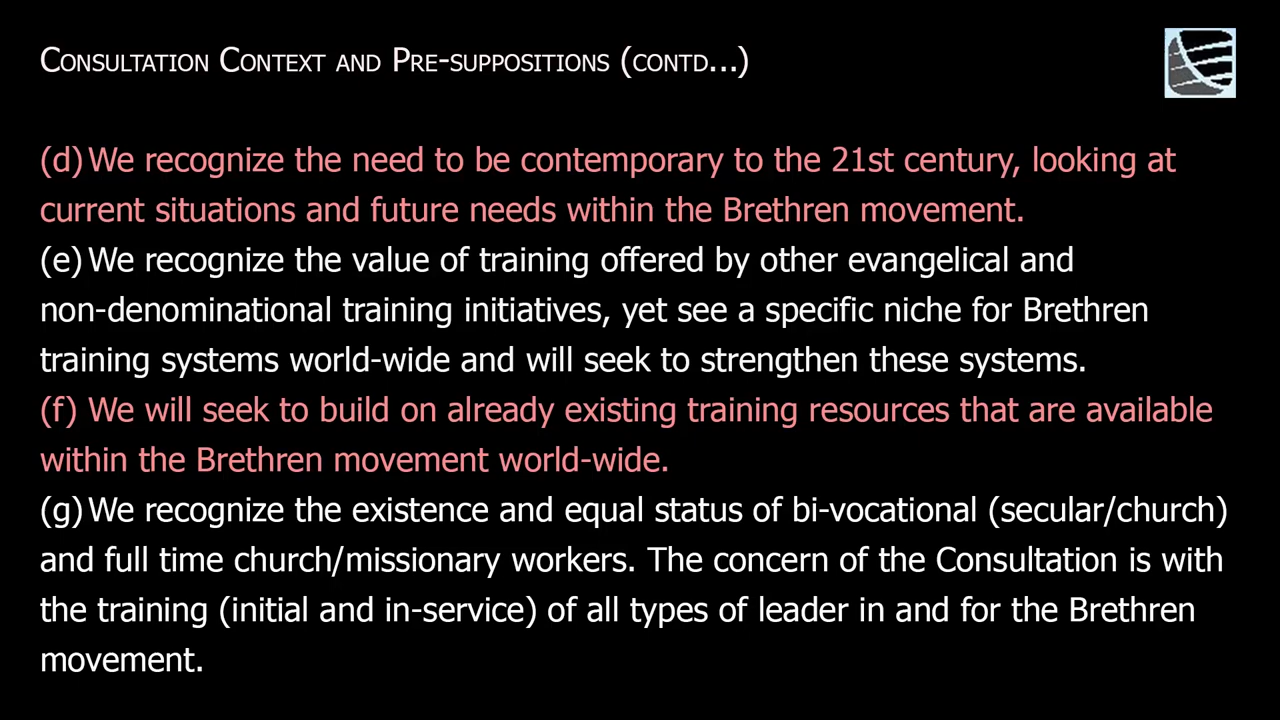 Consultation Context and Pre-suppositions (contd...)
(d) We recognize the need to be contemporary to the 21st century, looking at
current situations and future needs within the Brethren movement.
(e) We recognize the value of training offered by other evangelical and
non-denominational training initiatives, yet see a specific niche for Brethren
training systems world-wide and will seek to strengthen these systems.
(f) We will seek to build on already existing training resources that are available
within the Brethren movement world-wide.
(g) We recognize the existence and equal status of bi-vocational (secular/church)
and full time church/missionary workers. The concern of the Consultation is with
the training (initial and in-service) of all types of leader in and for the Brethren
movement.